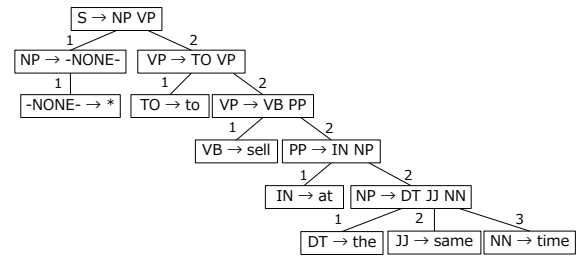 S → NP VP
1 2
NP → -NONE- VP → TO VP
1 1 2
-NONE- → * TO → to VP → VB PP
1 2
VB → sell PP → IN NP
1 2
IN → at NP → DT JJ NN
1 2 3
DT → the JJ → same NN → time